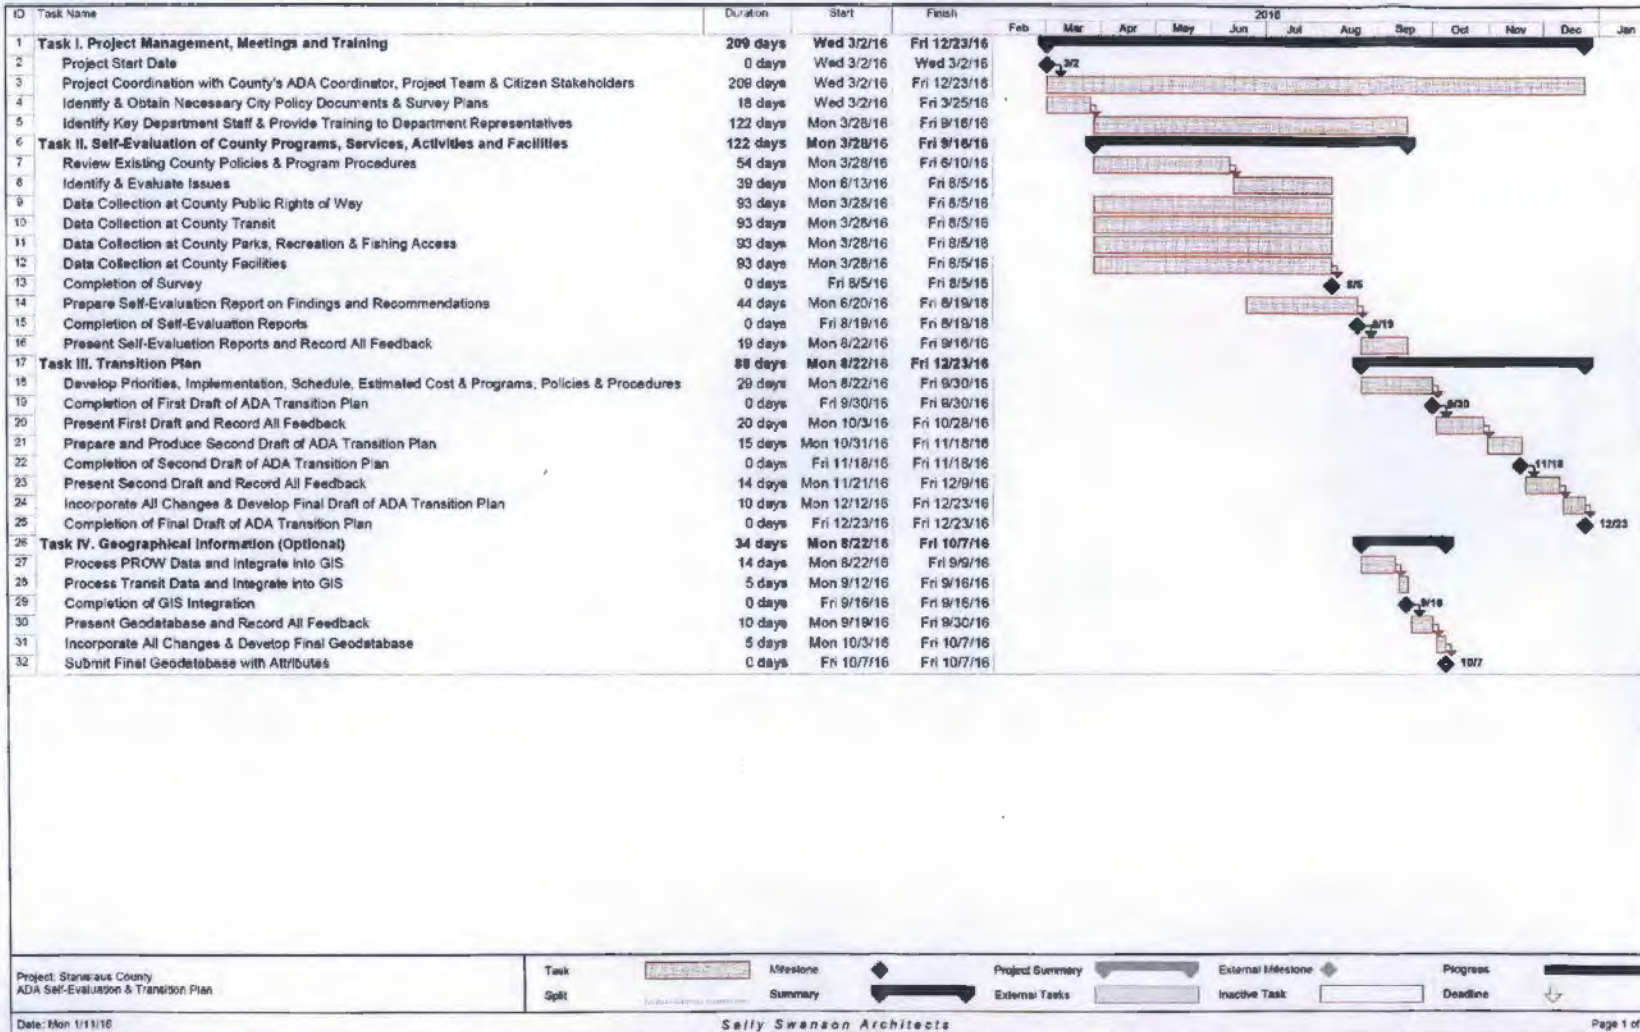 ID Task Name Duration Start Finish 2016
Feb Mar Apr May Jun Jul Aug Sep Oct Nov Dec Jan
1 Task I. Project Management, Meetings and Training 209 days Wed 3/2/16 Fri 12/23/16
2 Project Start Date 0 days Wed 3/2/16 Wed 3/2/16 3/2
3 Project Coordination with County's ADA Coordinator, Project Team & Citizen Stakeholders 209 days Wed 3/2/16 Fri 12/23/16
4 Identify & Obtain Necessary City Policy Documents & Survey Plans 18 days Wed 3/2/16 Fri 3/25/16
5 Identify Key Department Staff & Provide Training to Department Representatives 122 days Mon 3/28/16 Fri 9/16/16
6 Task II. Self-Evaluation of County Programs, Services, Activities and Facilities 122 days Mon 3/28/16 Fri 9/16/16
7 Review Existing County Policies & Program Procedures 54 days Mon 3/28/16 Fri 6/10/16
8 Identify & Evaluate Issues 39 days Mon 6/13/16 Fri 8/5/16
9 Data Collection at County Public Rights of Way 93 days Mon 3/28/16 Fri 8/5/16
10 Data Collection at County Transit 93 days Mon 3/28/16 Fri 8/5/16
11 Data Collection at County Parks, Recreation & Fishing Access 93 days Mon 3/28/16 Fri 8/5/16
12 Data Collection at County Facilities 93 days Mon 3/28/16 Fri 8/5/16
13 Completion of Survey 0 days Fri 8/5/16 Fri 8/5/16 8/5
14 Prepare Self-Evaluation Report on Findings and Recommendations 44 days Mon 6/20/16 Fri 8/19/16
15 Completion of Self-Evaluation Reports 0 days Fri 8/19/16 Fri 8/19/16 8/19
16 Present Self-Evaluation Reports and Record All Feedback 19 days Mon 8/22/16 Fri 9/16/16
17 Task III. Transition Plan 88 days Mon 8/22/16 Fri 12/23/16
18 Develop Priorities, Implementation, Schedule, Estimated Cost & Programs, Policies & Procedures 29 days Mon 8/22/16 Fri 9/30/16
19 Completion of First Draft of ADA Transition Plan 0 days Fri 9/30/16 Fri 9/30/16 9/30
20 Present First Draft and Record All Feedback 20 days Mon 10/3/16 Fri 10/28/16
21 Prepare and Produce Second Draft of ADA Transition Plan 15 days Mon 10/31/16 Fri 11/18/16
22 Completion of Second Draft of ADA Transition Plan 0 days Fri 11/18/16 Fri 11/18/16 11/18
23 Present Second Draft and Record All Feedback 14 days Mon 11/21/16 Fri 12/9/16
24 Incorporate All Changes & Develop Final Draft of ADA Transition Plan 10 days Mon 12/12/16 Fri 12/23/16
25 Completion of Final Draft of ADA Transition Plan 0 days Fri 12/23/16 Fri 12/23/16 12/23
26 Task IV. Geographical Information (Optional) 34 days Mon 8/22/16 Fri 10/7/16
27 Process PROW Data and Integrate into GIS 14 days Mon 8/22/16 Fri 9/9/16
28 Process Transit Data and Integrate into GIS 5 days Mon 9/12/16 Fri 9/16/16
29 Completion of GIS Integration 0 days Fri 9/16/16 Fri 9/16/16 9/16
30 Present Geodatabase and Record All Feedback 10 days Mon 9/19/16 Fri 9/30/16
31 Incorporate All Changes & Develop Final Geodatabase 5 days Mon 10/3/16 Fri 10/7/16
32 Submit Final Geodatabase with Attributes 0 days Fri 10/7/16 Fri 10/7/16 10/7
Project: Stanislaus County
ADA Self-Evaluation & Transition Plan
Task Milestone Project Summary External Milestone Progress
Split Summary External Tasks Inactive Task Deadline
Date: Mon 1/11/16 Sally Swanson Architects Page 1 of